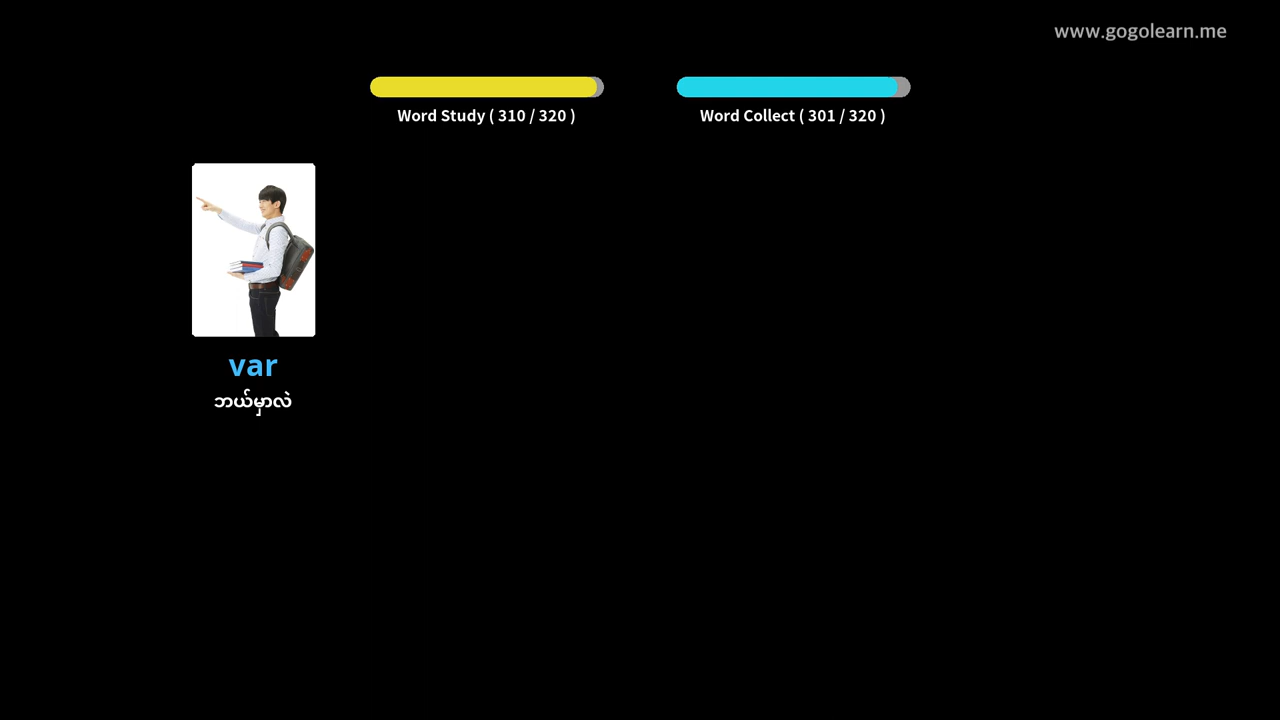 www.gogolearn.me
Word Study ( 310 / 320 )
Word Collect ( 301 / 320 )
var
ဘယ်မှာလဲ